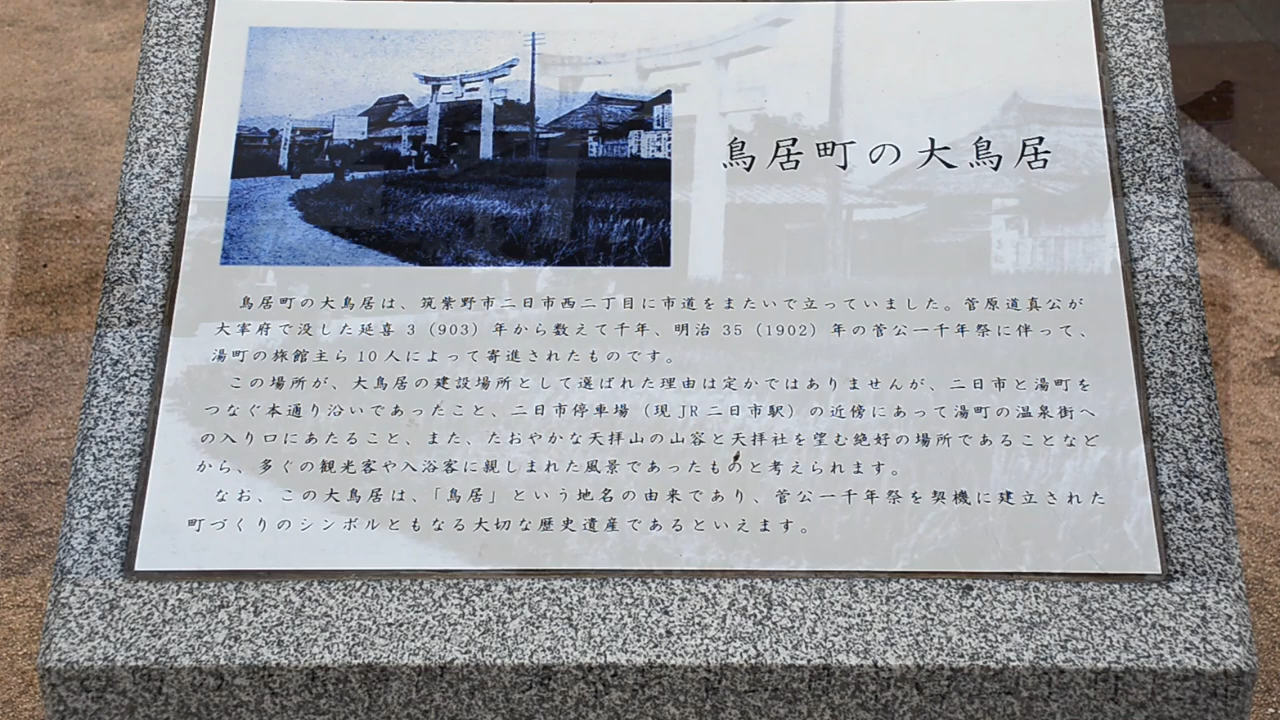 鳥居町の大鳥居
鳥居町の大鳥居は、筑紫野市二日市西二丁目に市道をまたいで立っていました。菅原道真公が
大宰府で没した延喜3（903）年から数えて千年、明治35（1902）年の菅公一千年祭に伴って、
湯町の旅館主ら10人によって寄進されたものです。
この場所が、大鳥居の建設場所として選ばれた理由は定かではありませんが、二日市と湯町を
つなぐ本通り沿いであったこと、二日市停車場（現JR二日市駅）の近傍にあって湯町の温泉街へ
の入り口にあたること、また、たおやかな天拝山の山容と天拝社を望む絶好の場所であることなど
から、多くの観光客や入浴客に親しまれた風景であったものと考えられます。
なお、この大鳥居は、「鳥居」という地名の由来であり、菅公一千年祭を契機に建立された
町づくりのシンボルともなる大切な歴史遺産であるといえます。